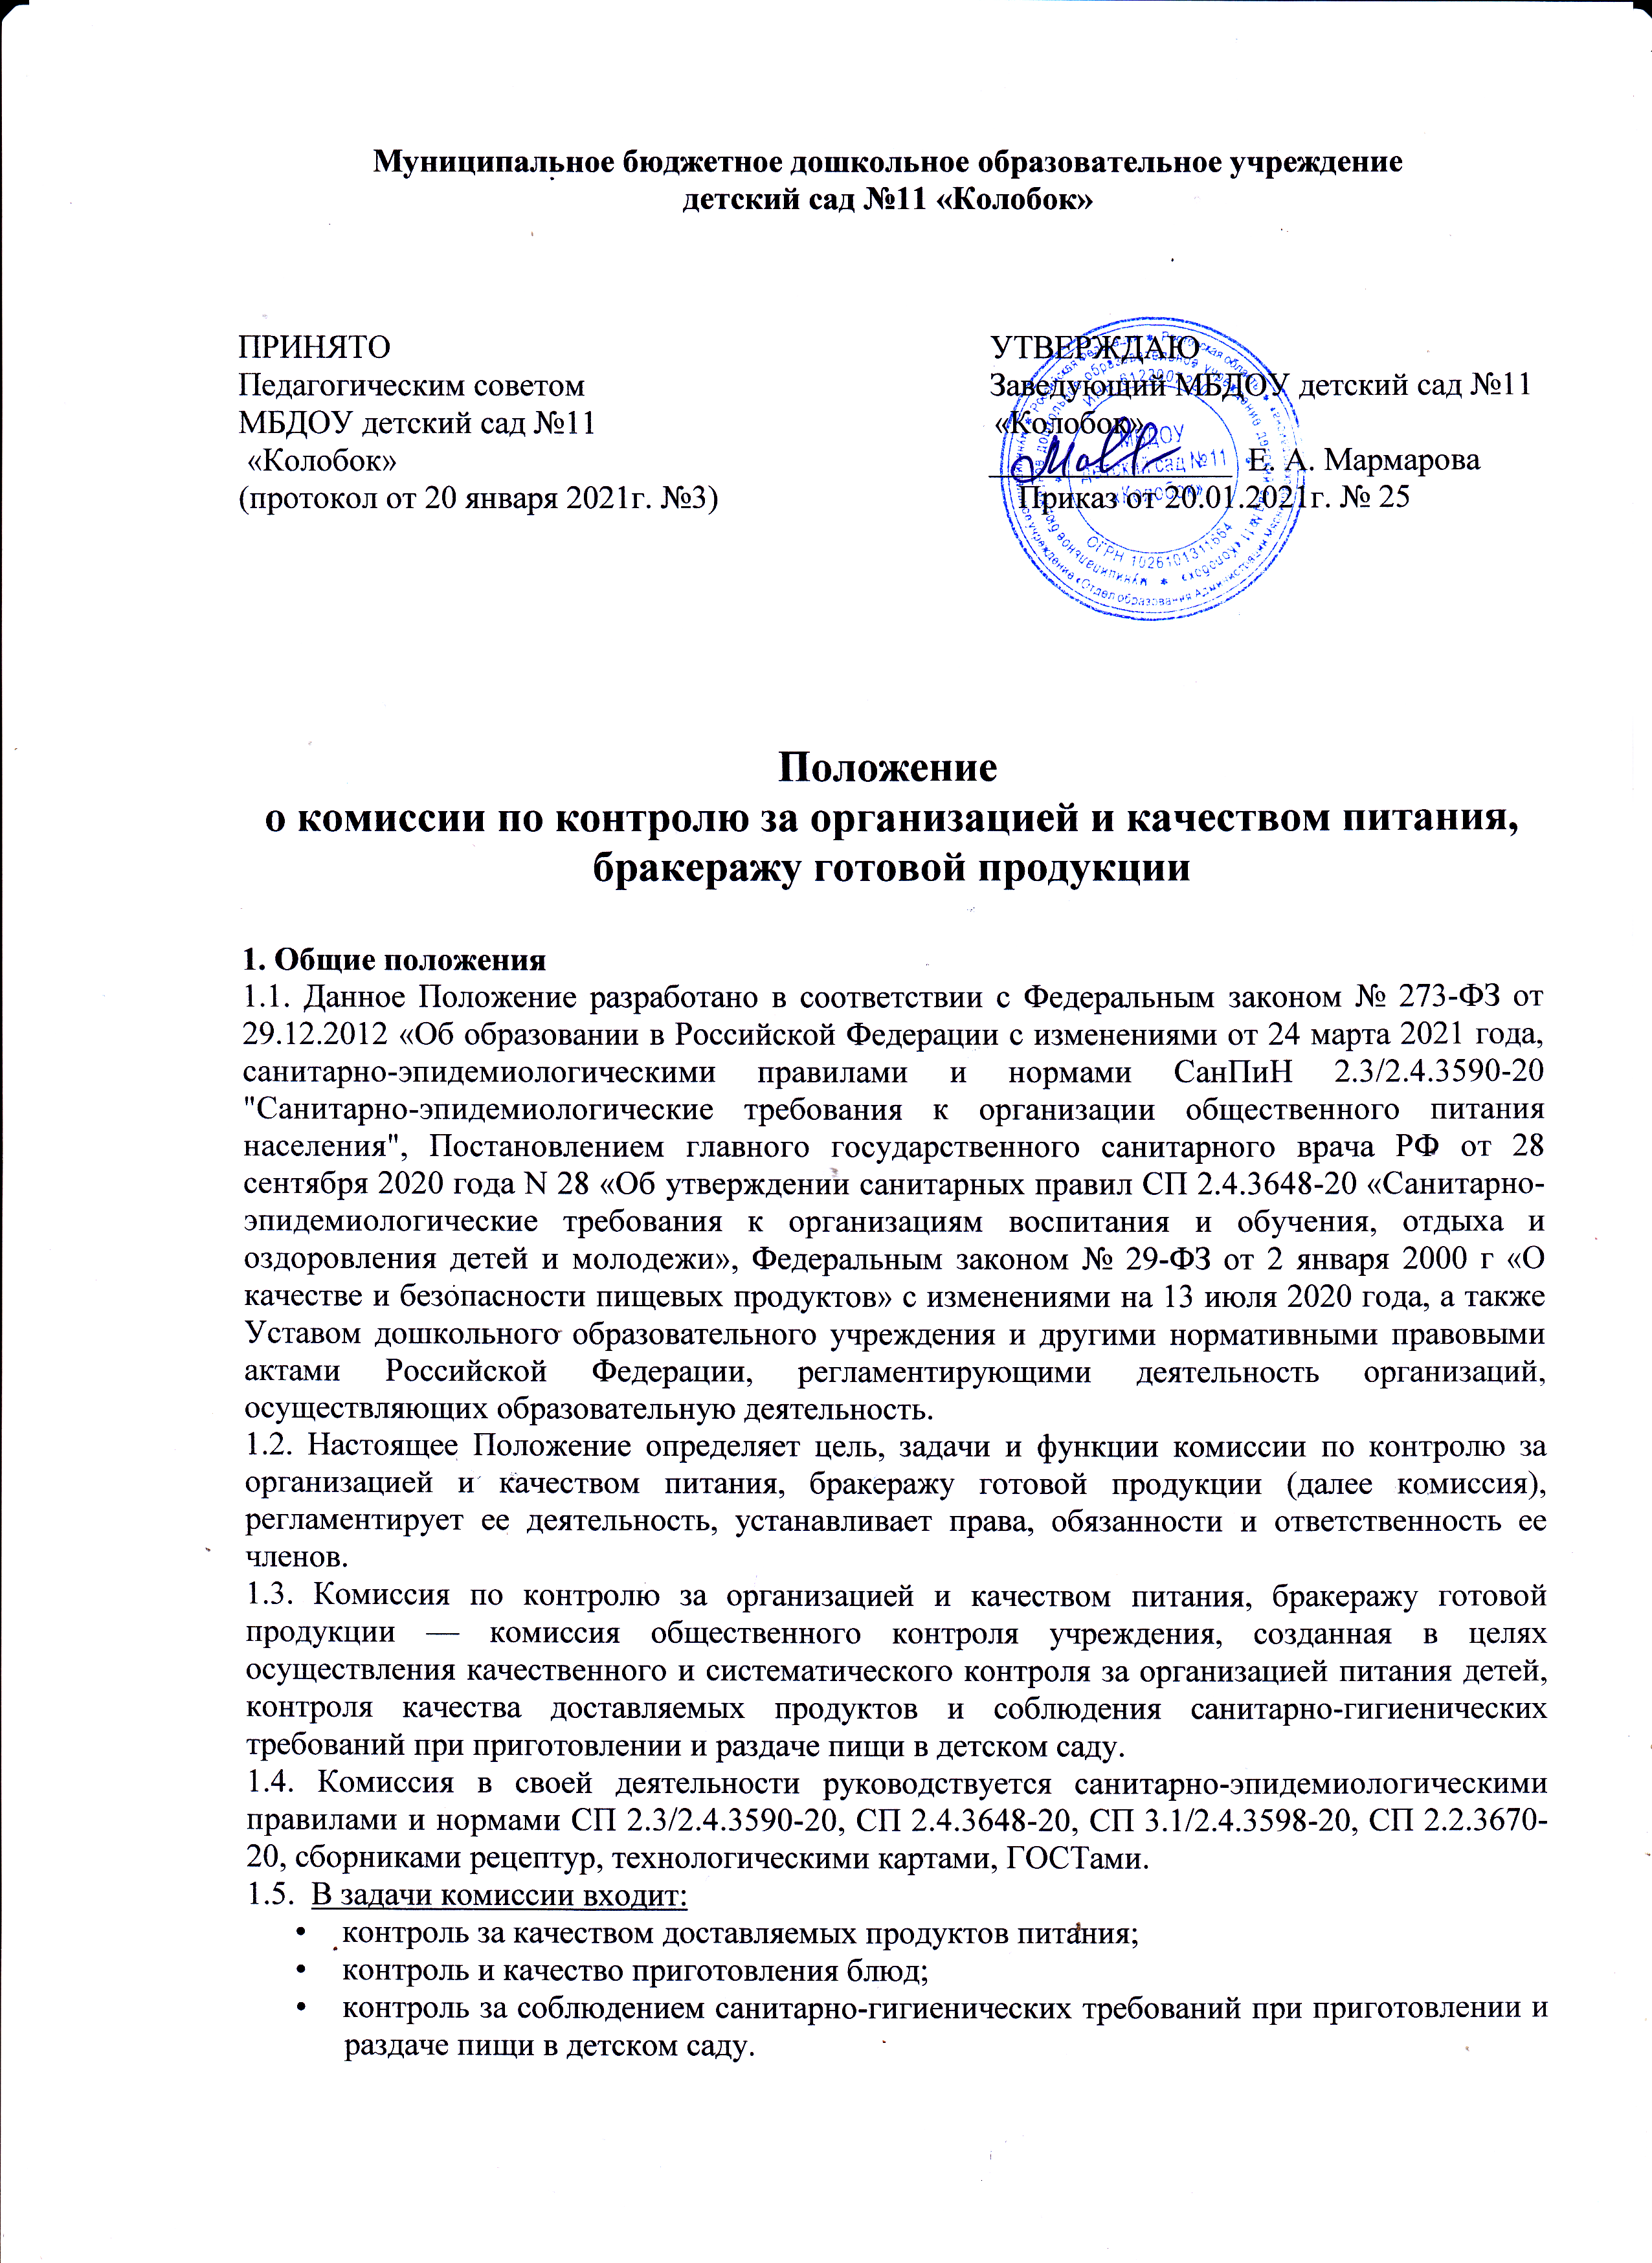 Муниципальное бюджетное дошкольное образовательное учреждение
детский сад №11 «Колобок»
ПРИНЯТО
Педагогическим советом
МБДОУ детский сад №11
«Колобок»
(протокол от 20 января 2021г. №3)
УТВЕРЖДАЮ
Заведующий МБДОУ детский сад №11
«Колобок»
Е. А. Мармарова
Приказ от 20.01.2021г. № 25
МБДОУ
детский сад №11
«Колобок»
ОГРН 1026101311664
Положение
о комиссии по контролю за организацией и качеством питания,
бракеражу готовой продукции
1. Общие положения
1.1. Данное Положение разработано в соответствии с Федеральным законом № 273-ФЗ от
29.12.2012 «Об образовании в Российской Федерации с изменениями от 24 марта 2021 года,
санитарно-эпидемиологическими правилами и нормами СанПиН 2.3/2.4.3590-20
"Санитарно-эпидемиологические требования к организации общественного питания
населения", Постановлением главного государственного санитарного врача РФ от 28
сентября 2020 года N 28 «Об утверждении санитарных правил СП 2.4.3648-20 «Санитарно-
эпидемиологические требования к организациям воспитания и обучения, отдыха и
оздоровления детей и молодежи», Федеральным законом № 29-ФЗ от 2 января 2000 г «О
качестве и безопасности пищевых продуктов» с изменениями на 13 июля 2020 года, а также
Уставом дошкольного образовательного учреждения и другими нормативными правовыми
актами Российской Федерации, регламентирующими деятельность организаций,
осуществляющих образовательную деятельность.
1.2. Настоящее Положение определяет цель, задачи и функции комиссии по контролю за
организацией и качеством питания, бракеражу готовой продукции (далее комиссия),
регламентирует ее деятельность, устанавливает права, обязанности и ответственность ее
членов.
1.3. Комиссия по контролю за организацией и качеством питания, бракеражу готовой
продукции — комиссия общественного контроля учреждения, созданная в целях
осуществления качественного и систематического контроля за организацией питания детей,
контроля качества доставляемых продуктов и соблюдения санитарно-гигиенических
требований при приготовлении и раздаче пищи в детском саду.
1.4. Комиссия в своей деятельности руководствуется санитарно-эпидемиологическими
правилами и нормами СП 2.3/2.4.3590-20, СП 2.4.3648-20, СП 3.1/2.4.3598-20, СП 2.2.3670-
20, сборниками рецептур, технологическими картами, ГОСТами.
1.5. В задачи комиссии входит:
• контроль за качеством доставляемых продуктов питания;
• контроль и качество приготовления блюд;
• контроль за соблюдением санитарно-гигиенических требований при приготовлении и
раздаче пищи в детском саду.